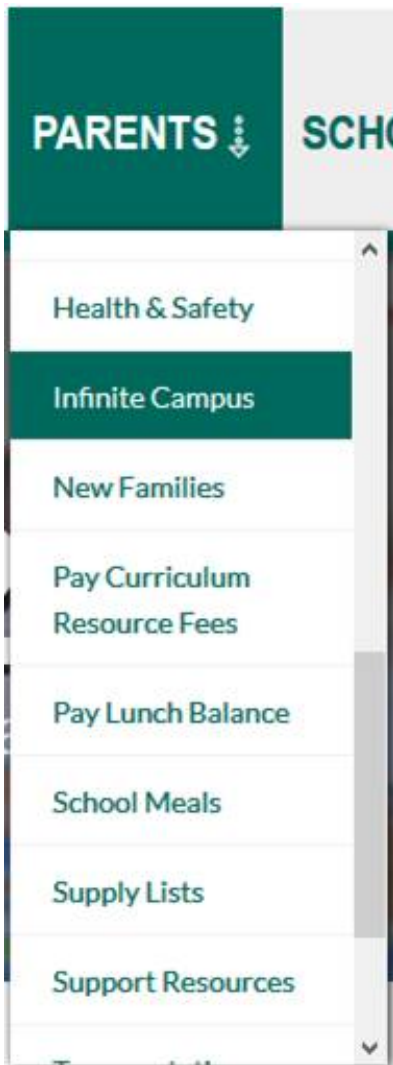 PARENTS
Health & Safety
Infinite Campus
New Families
Pay Curriculum
Resource Fees
Pay Lunch Balance
School Meals
Supply Lists
Support Resources